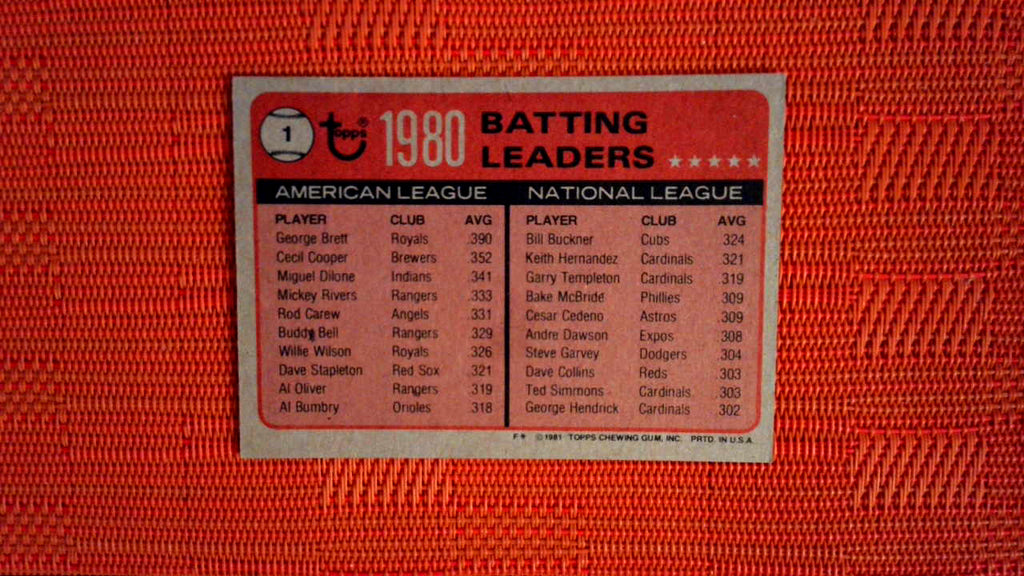 1 Topps® 1980 BATTING LEADERS
AMERICAN LEAGUE
PLAYER CLUB AVG
George Brett Royals .390
Cecil Cooper Brewers .352
Miguel Dilone Indians .341
Mickey Rivers Rangers .333
Rod Carew Angels .331
Buddy Bell Rangers .329
Willie Wilson Royals .326
Dave Stapleton Red Sox .321
Al Oliver Rangers .319
Al Bumbry Orioles .318
NATIONAL LEAGUE
PLAYER CLUB AVG
Bill Buckner Cubs .324
Keith Hernandez Cardinals .321
Garry Templeton Cardinals .319
Bake McBride Phillies .309
Cesar Cedeno Astros .309
Andre Dawson Expos .308
Steve Garvey Dodgers .304
Dave Collins Reds .303
Ted Simmons Cardinals .303
George Hendrick Cardinals .302
F* © 1981 TOPPS CHEWING GUM, INC. PRTD. IN U.S.A.